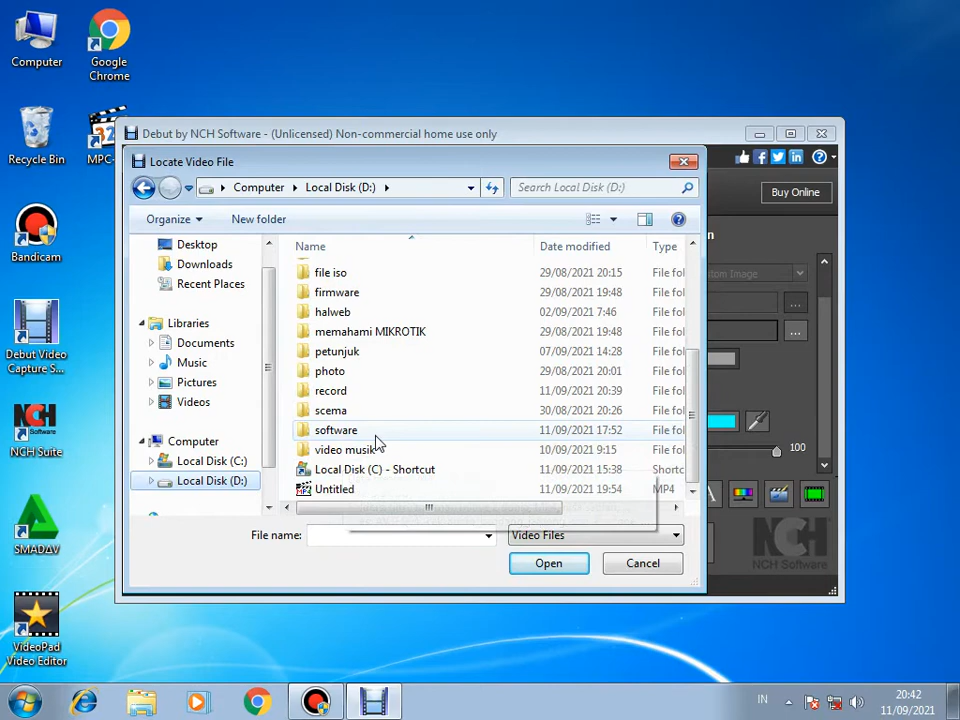 Computer
Google
Chrome
Recycle Bin
MPC-
32
Bandicam
Debut Video
Capture S...
NCH
Software
NCH Suite
SMADΔV
VideoPad
Video Editor
Debut by NCH Software - (Unlicensed) Non-commercial home use only
Buy Online
Locate Video File
Computer
Local Disk (D:)
Search Local Disk (D:)
Organize
New folder
Desktop
Downloads
Recent Places
Libraries
Documents
Music
Pictures
Videos
Computer
Local Disk (C:)
Local Disk (D:)
Name Date modified Type
file iso 29/08/2021 20:15 File fol
firmware 29/08/2021 19:48 File fol
halweb 02/09/2021 7:46 File fol
memahami MIKROTIK 29/08/2021 19:48 File fol
petunjuk 07/09/2021 14:28 File fol
photo 29/08/2021 20:01 File fol
record 11/09/2021 20:39 File fol
scema 30/08/2021 20:26 File fol
software 11/09/2021 17:52 File fol
video musik 10/09/2021 9:15 File fol
Local Disk (C) - Shortcut 11/09/2021 15:38 Shortc
Untitled 11/09/2021 19:54 MP4
File name:
Video Files
Open
Cancel
n
tom Image
100
NCH Software
IN
20:42
11/09/2021